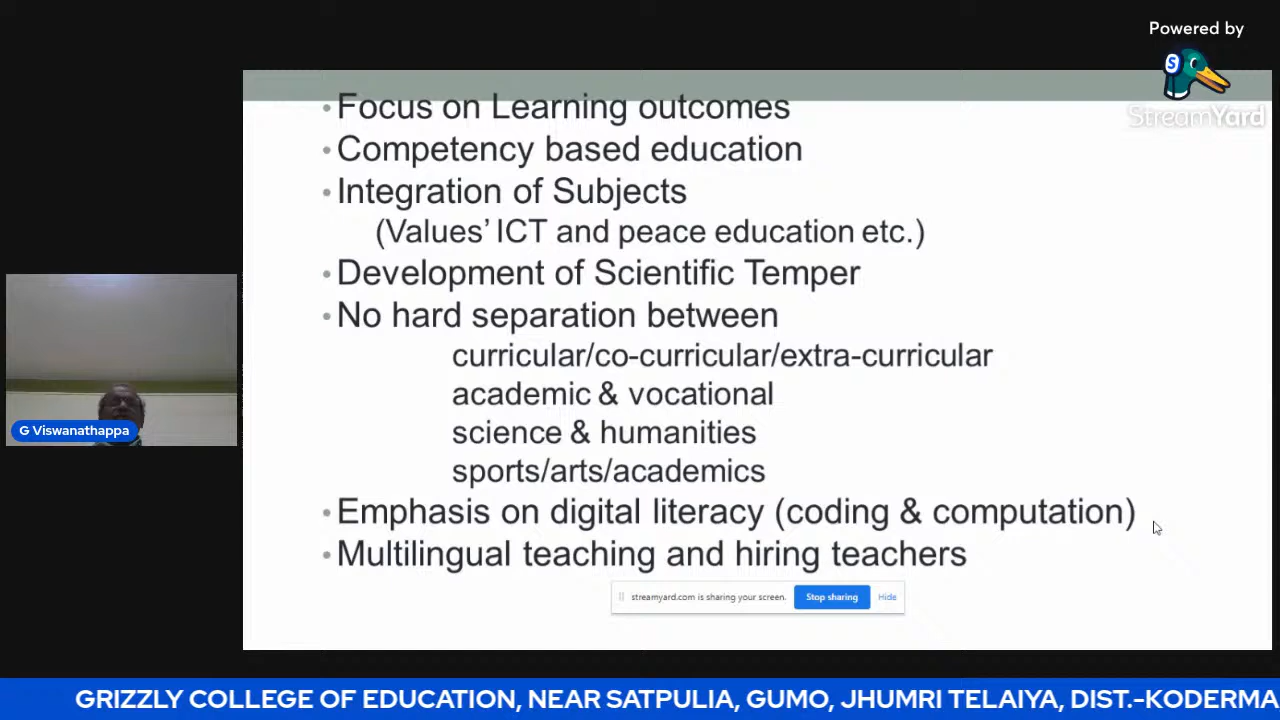 Powered by
S
StreamYard
• Focus on Learning outcomes
• Competency based education
• Integration of Subjects
(Values’ ICT and peace education etc.)
• Development of Scientific Temper
• No hard separation between
curricular/co-curricular/extra-curricular
academic & vocational
science & humanities
sports/arts/academics
• Emphasis on digital literacy (coding & computation)
• Multilingual teaching and hiring teachers
G Viswanathappa
streamyard.com is sharing your screen.
Stop sharing
Hide
GRIZZLY COLLEGE OF EDUCATION, NEAR SATPULIA, GUMO, JHUMRI TELAIYA, DIST.-KODERMA